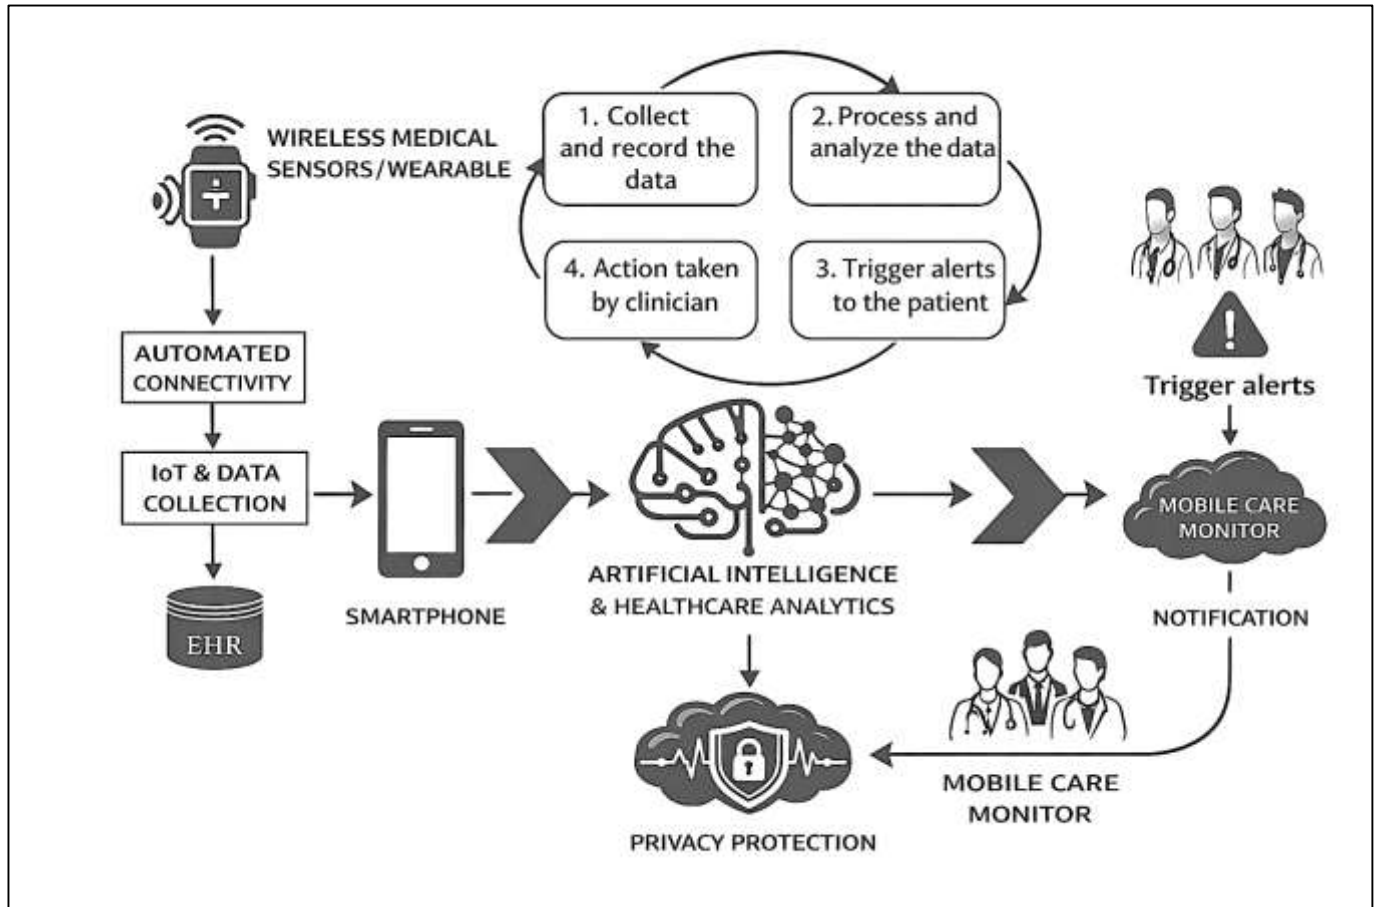 WIRELESS MEDICAL
SENSORS/WEARABLE
1. Collect
and record the
data
2. Process and
analyze the data
4. Action taken
by clinician
3. Trigger alerts
to the patient
AUTOMATED
CONNECTIVITY
Trigger alerts
IoT & DATA
COLLECTION
MOBILE CARE
MONITOR
ARTIFICIAL INTELLIGENCE
& HEALTHCARE ANALYTICS
SMARTPHONE
NOTIFICATION
EHR
MOBILE CARE
MONITOR
PRIVACY PROTECTION